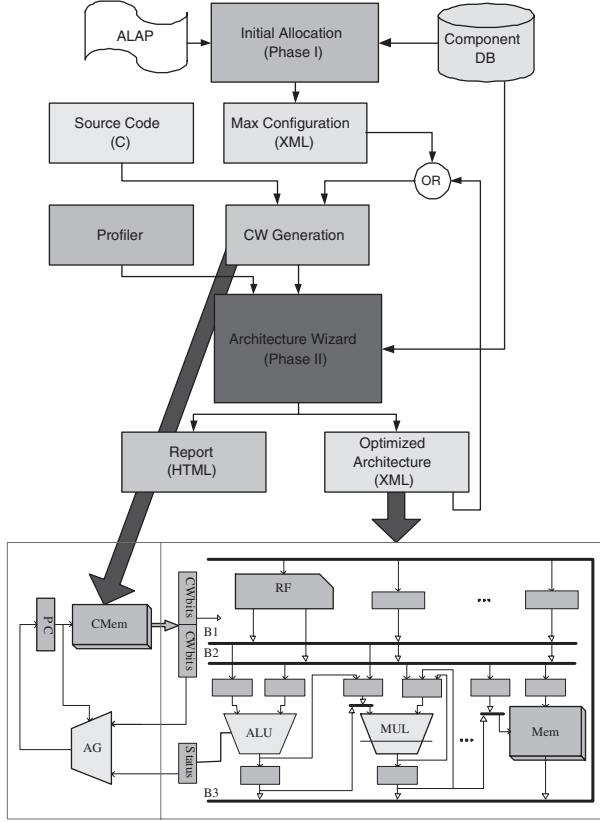 ALAP
Initial Allocation
(Phase I)
Component
DB
Source Code
(C)
Max Configuration
(XML)
OR
Profiler
CW Generation
Architecture Wizard
(Phase II)
Report
(HTML)
Optimized
Architecture
(XML)
PC
CMem
CWbits
CWbits
RF
...
B1
B2
AG
Status
ALU
MUL
...
Mem
B3